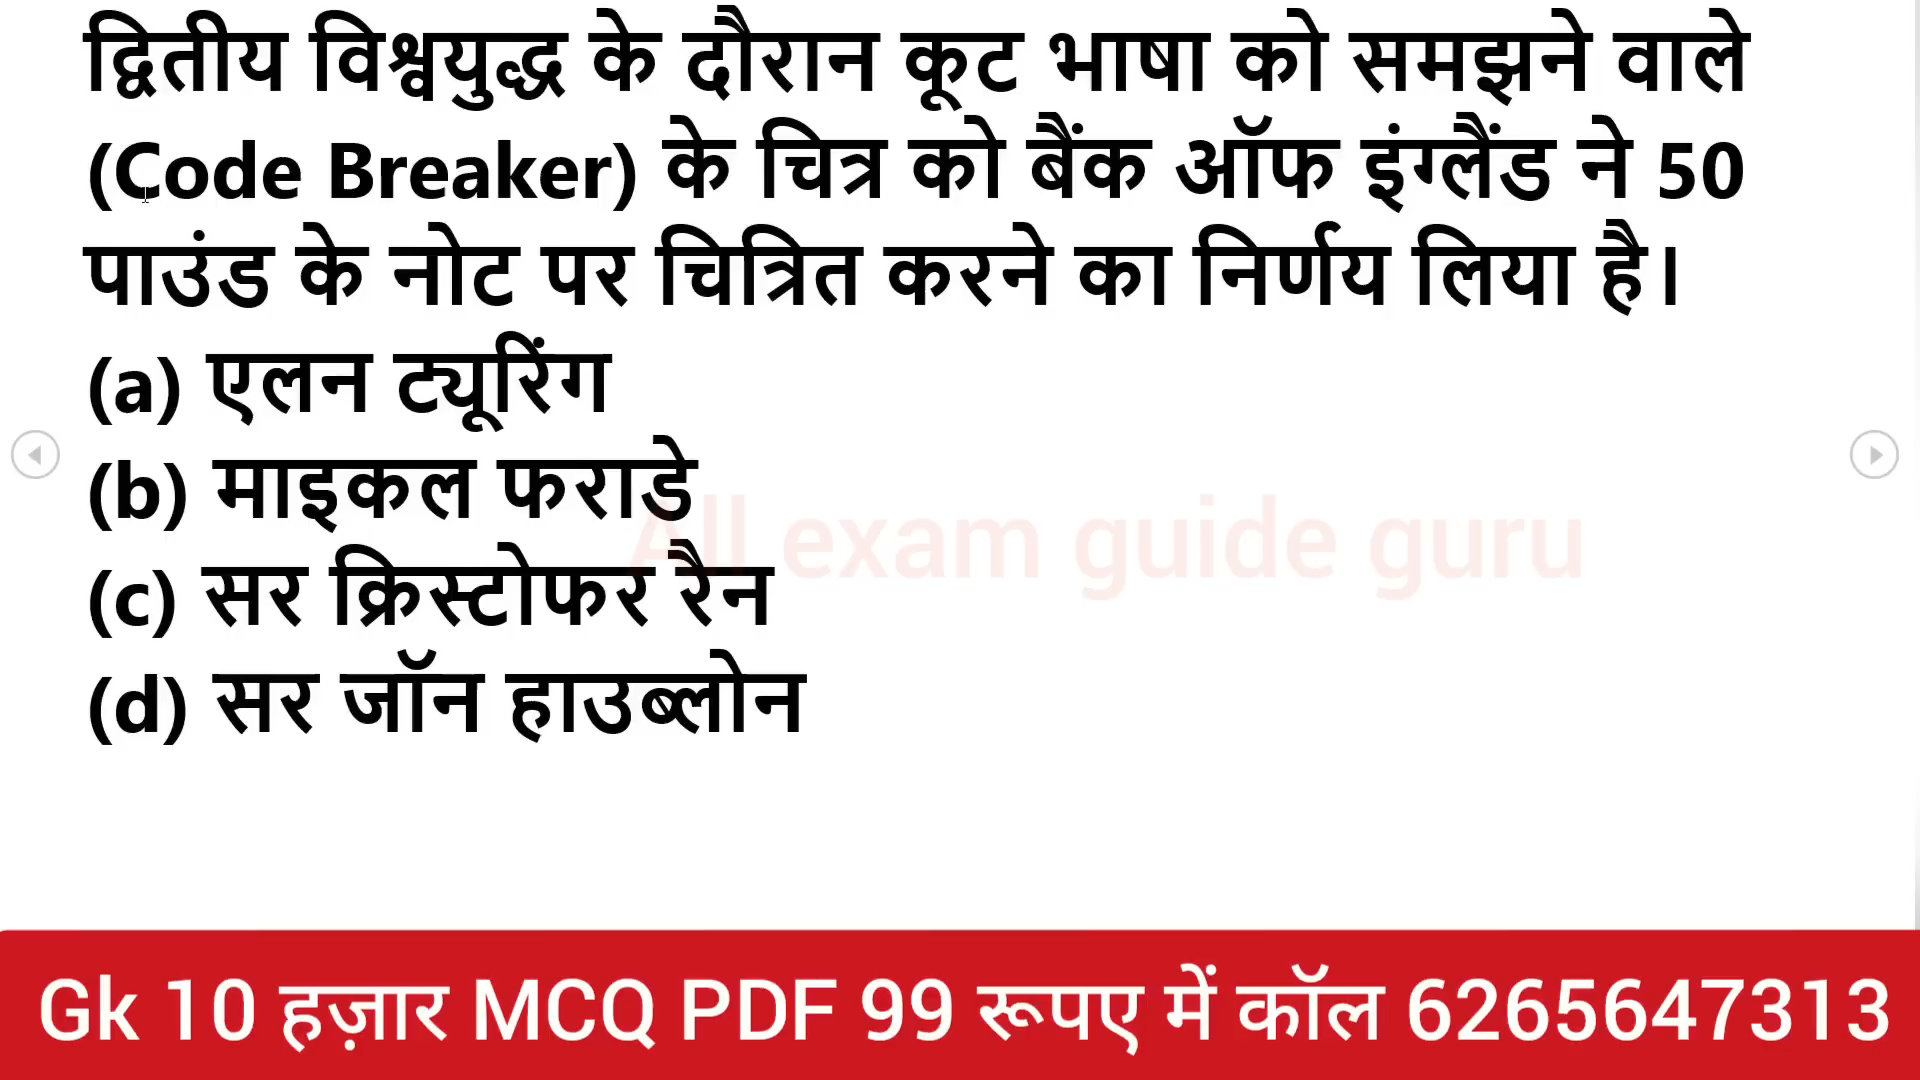 द्वितीय विश्वयुद्ध के दौरान कूट भाषा को समझने वाले
(Code Breaker) के चित्र को बैंक ऑफ इंग्लैंड ने 50
पाउंड के नोट पर चित्रित करने का निर्णय लिया है।
(a) एलन ट्यूरिंग
(b) माइकल फराडे
All exam guide guru
(c) सर क्रिस्टोफर रैन
(d) सर जॉन हाउब्लोन
Gk 10 हज़ार MCQ PDF 99 रूपए में कॉल 6265647313